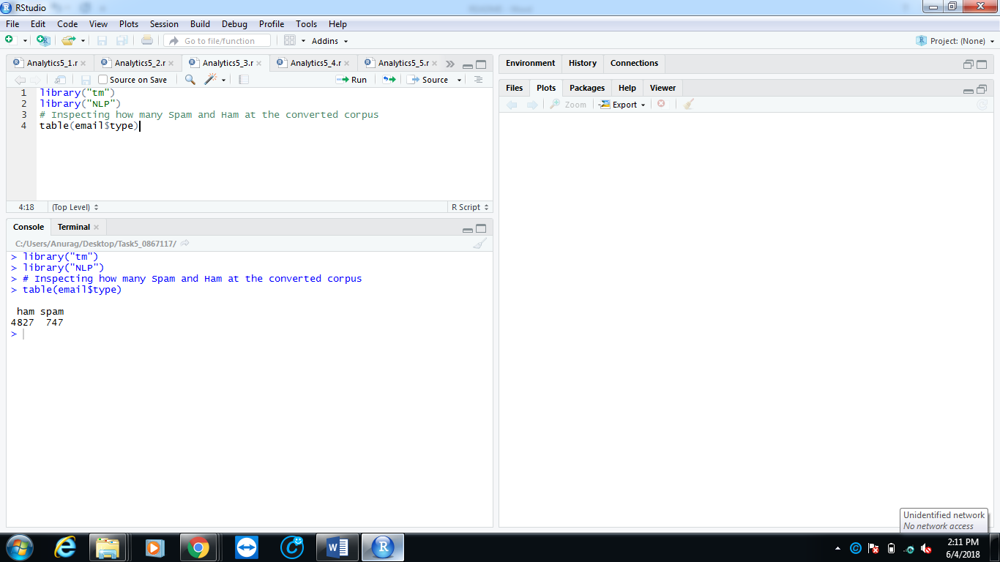 RStudio
File Edit Code View Plots Session Build Debug Profile Tools Help
Go to file/function Addins Project: (None)
Analytics5_1.r Analytics5_2.r Analytics5_3.r Analytics5_4.r Analytics5_5.r
Source on Save Run Source
1 library("tm")
2 library("NLP")
3 # Inspecting how many Spam and Ham at the converted corpus
4 table(email$type)
4:18 (Top Level) R Script
Console Terminal
C:/Users/Anurag/Desktop/Task5_0867117/
> library("tm")
> library("NLP")
> # Inspecting how many Spam and Ham at the converted corpus
> table(email$type)
ham spam
4827 747
>
Environment History Connections
Files Plots Packages Help Viewer
Zoom Export
Unidentified network
No network access
2:11 PM
6/4/2018